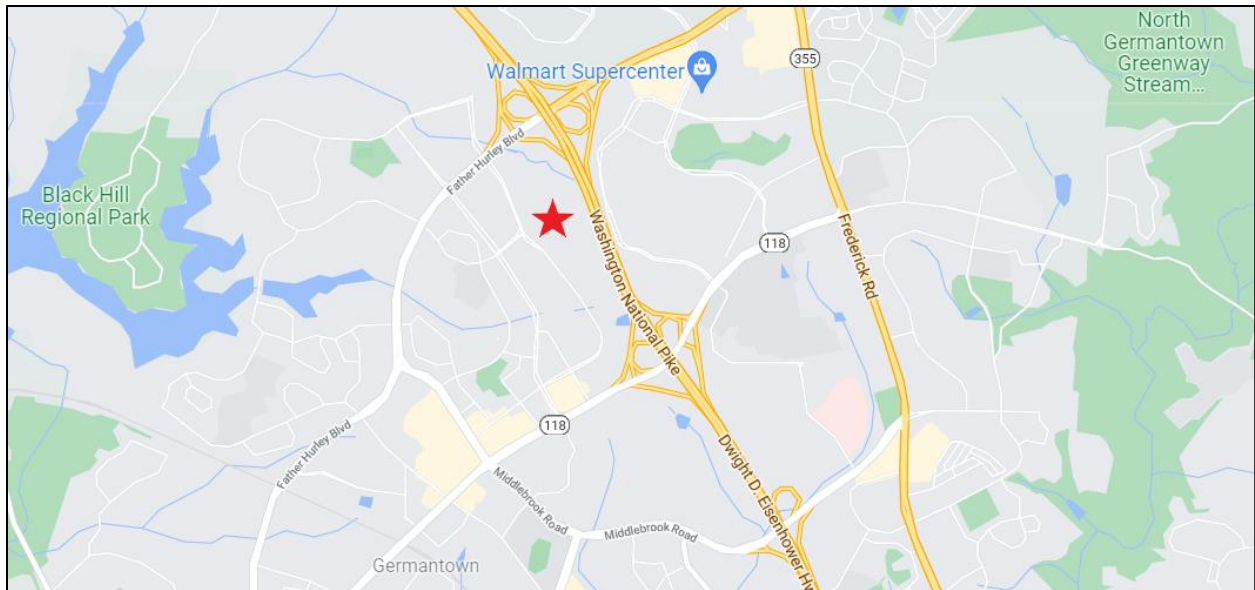 North
Germantown
Greenway
Stream...
355
Walmart Supercenter
Father Hurley Blvd
Black Hill
Regional Park
Washington National Pike
118
Frederick Rd
118
Father Hurley Blvd
Middlebrook Road
Middlebrook Road
Dwight D. Eisenhower Hw
Germantown